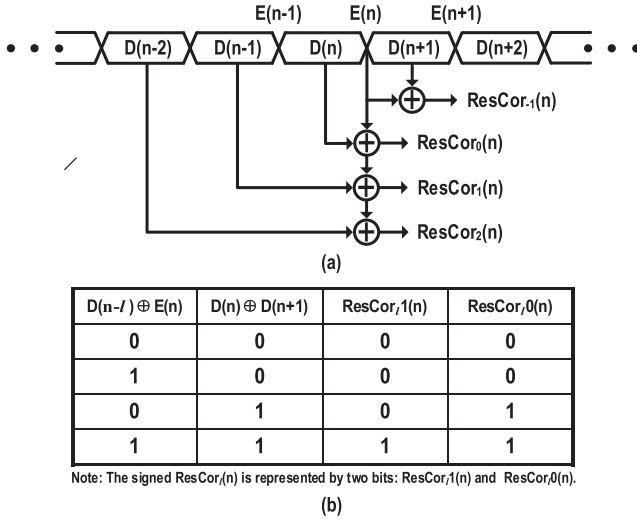 E(n-1) E(n) E(n+1)
• • • D(n-2) D(n-1) D(n) D(n+1) D(n+2) • • •
ResCor₋₁(n)
ResCor₀(n)
ResCor₁(n)
ResCor₂(n)
(a)
D(n-l) ⊕ E(n) D(n) ⊕ D(n+1) ResCorₗ1(n) ResCorₗ0(n)
0 0 0 0
1 0 0 0
0 1 0 1
1 1 1 1
Note: The signed ResCorₗ(n) is represented by two bits: ResCorₗ1(n) and ResCorₗ0(n).
(b)